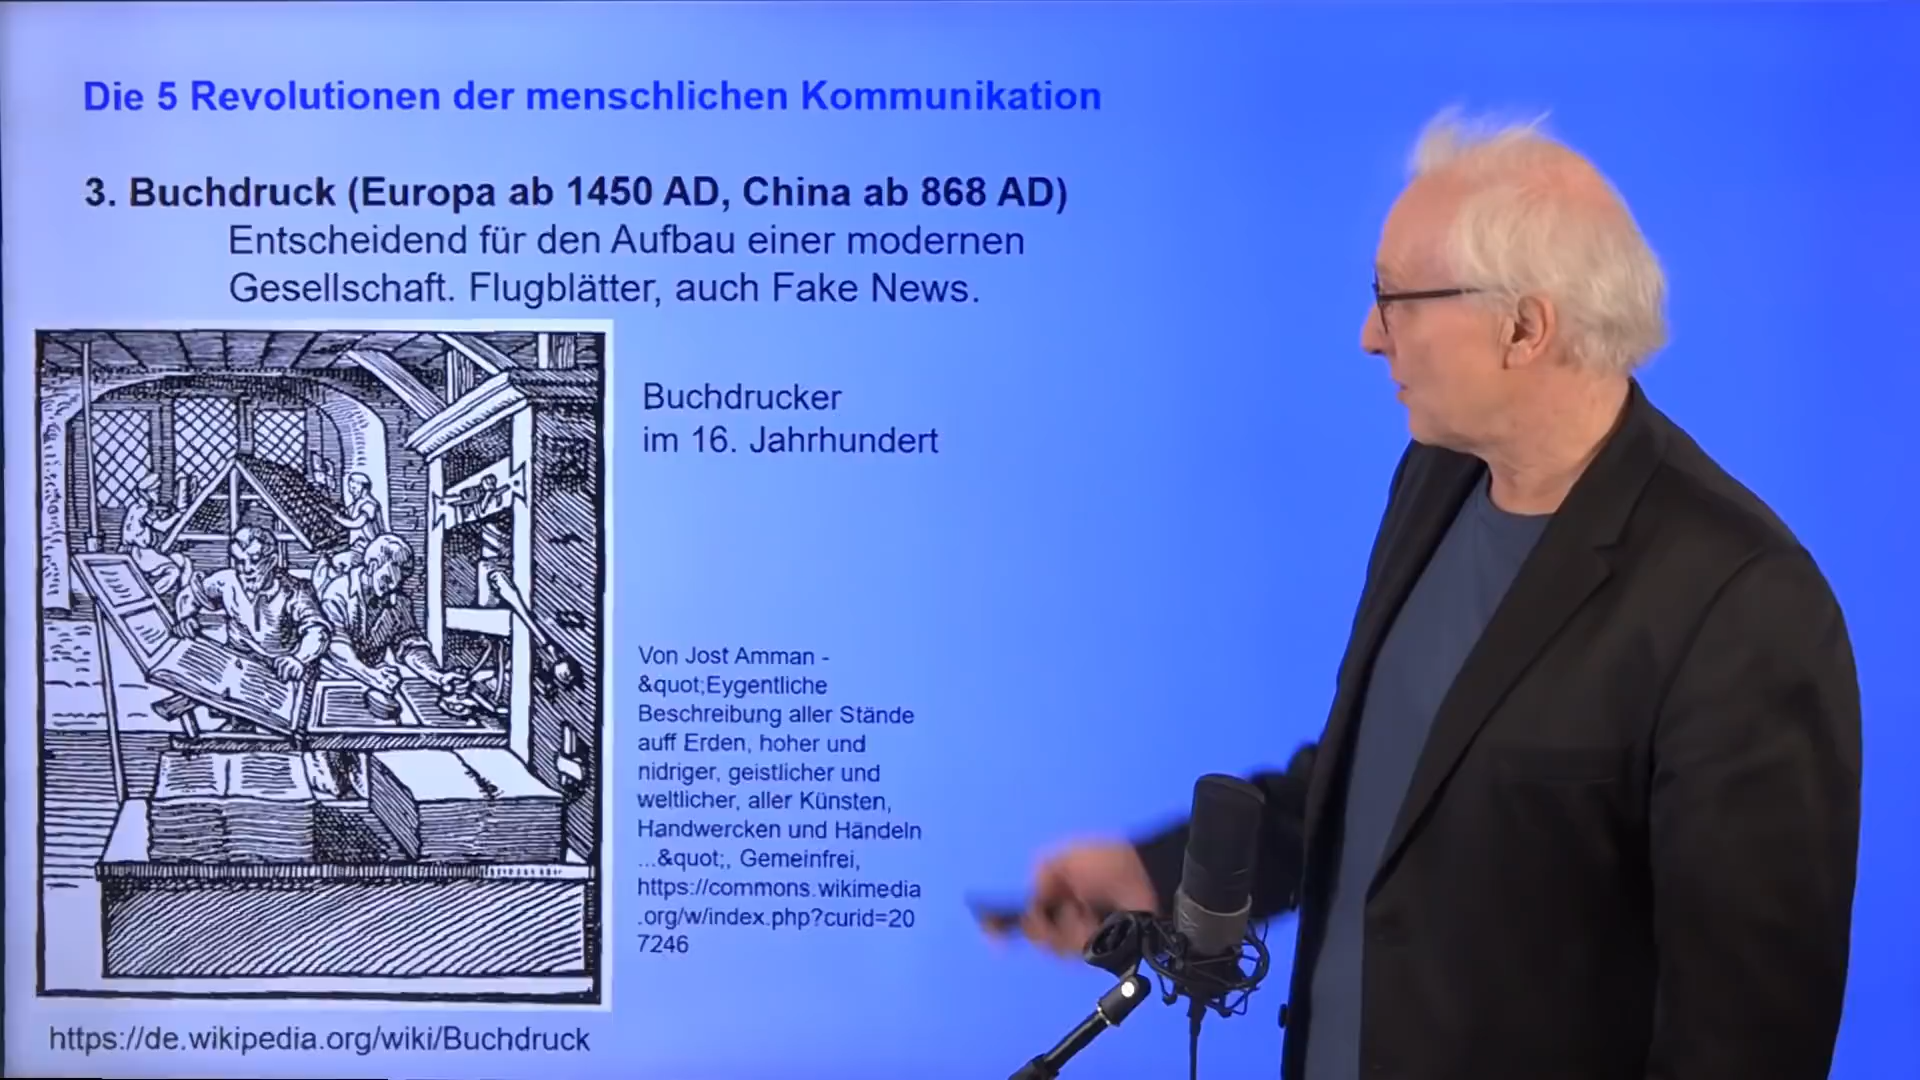 Die 5 Revolutionen der menschlichen Kommunikation
3. Buchdruck (Europa ab 1450 AD, China ab 868 AD)
Entscheidend für den Aufbau einer modernen
Gesellschaft. Flugblätter, auch Fake News.
Buchdrucker
im 16. Jahrhundert
Von Jost Amman -
&quot;Eygentliche
Beschreibung aller Stände
auff Erden, hoher und
nidriger, geistlicher und
weltlicher, aller Künsten,
Handwercken und Händeln
...&quot;, Gemeinfrei,
https://commons.wikimedia
.org/w/index.php?curid=20
7246
https://de.wikipedia.org/wiki/Buchdruck